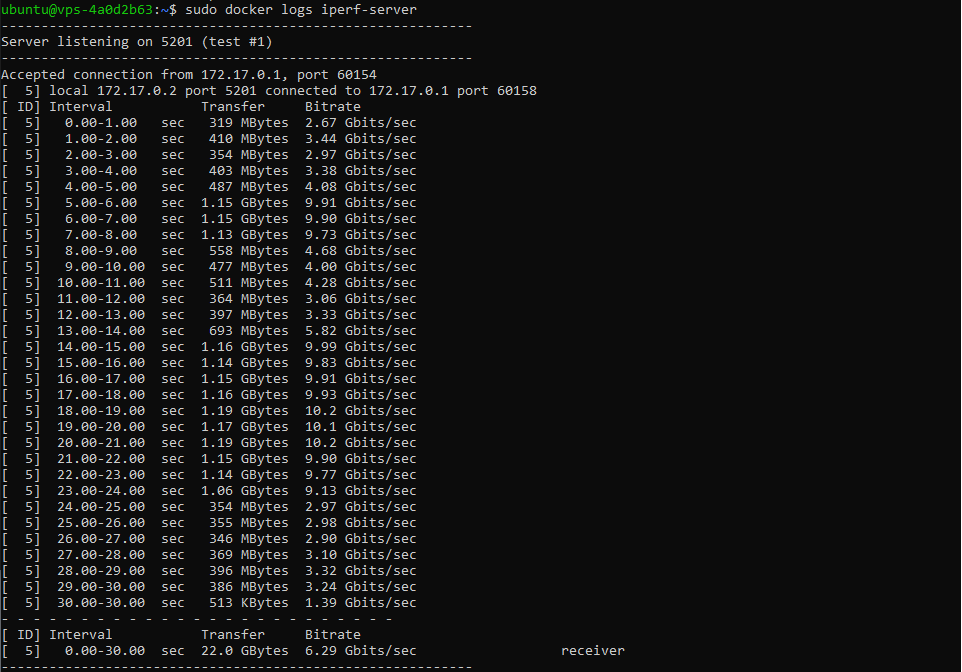 ubuntu@vps-4a0d2b63:~$ sudo docker logs iperf-server
-----------------------------------------------------------
Server listening on 5201 (test #1)
-----------------------------------------------------------
Accepted connection from 172.17.0.1, port 60154
[  5] local 172.17.0.2 port 5201 connected to 172.17.0.1 port 60158
[ ID] Interval           Transfer     Bitrate
[  5]   0.00-1.00   sec   319 MBytes  2.67 Gbits/sec
[  5]   1.00-2.00   sec   410 MBytes  3.44 Gbits/sec
[  5]   2.00-3.00   sec   354 MBytes  2.97 Gbits/sec
[  5]   3.00-4.00   sec   403 MBytes  3.38 Gbits/sec
[  5]   4.00-5.00   sec   487 MBytes  4.08 Gbits/sec
[  5]   5.00-6.00   sec  1.15 GBytes  9.91 Gbits/sec
[  5]   6.00-7.00   sec  1.15 GBytes  9.90 Gbits/sec
[  5]   7.00-8.00   sec  1.13 GBytes  9.73 Gbits/sec
[  5]   8.00-9.00   sec   558 MBytes  4.68 Gbits/sec
[  5]   9.00-10.00  sec   477 MBytes  4.00 Gbits/sec
[  5]  10.00-11.00  sec   511 MBytes  4.28 Gbits/sec
[  5]  11.00-12.00  sec   364 MBytes  3.06 Gbits/sec
[  5]  12.00-13.00  sec   397 MBytes  3.33 Gbits/sec
[  5]  13.00-14.00  sec   693 MBytes  5.82 Gbits/sec
[  5]  14.00-15.00  sec  1.16 GBytes  9.99 Gbits/sec
[  5]  15.00-16.00  sec  1.14 GBytes  9.83 Gbits/sec
[  5]  16.00-17.00  sec  1.15 GBytes  9.91 Gbits/sec
[  5]  17.00-18.00  sec  1.16 GBytes  9.93 Gbits/sec
[  5]  18.00-19.00  sec  1.19 GBytes  10.2 Gbits/sec
[  5]  19.00-20.00  sec  1.17 GBytes  10.1 Gbits/sec
[  5]  20.00-21.00  sec  1.19 GBytes  10.2 Gbits/sec
[  5]  21.00-22.00  sec  1.15 GBytes  9.90 Gbits/sec
[  5]  22.00-23.00  sec  1.14 GBytes  9.77 Gbits/sec
[  5]  23.00-24.00  sec  1.06 GBytes  9.13 Gbits/sec
[  5]  24.00-25.00  sec   354 MBytes  2.97 Gbits/sec
[  5]  25.00-26.00  sec   355 MBytes  2.98 Gbits/sec
[  5]  26.00-27.00  sec   346 MBytes  2.90 Gbits/sec
[  5]  27.00-28.00  sec   369 MBytes  3.10 Gbits/sec
[  5]  28.00-29.00  sec   396 MBytes  3.32 Gbits/sec
[  5]  29.00-30.00  sec   386 MBytes  3.24 Gbits/sec
[  5]  30.00-30.00  sec   513 KBytes  1.39 Gbits/sec
- - - - - - - - - - - - - - - - - - - - - - - - -
[ ID] Interval           Transfer     Bitrate
[  5]   0.00-30.00  sec  22.0 GBytes  6.29 Gbits/sec                  receiver
-----------------------------------------------------------